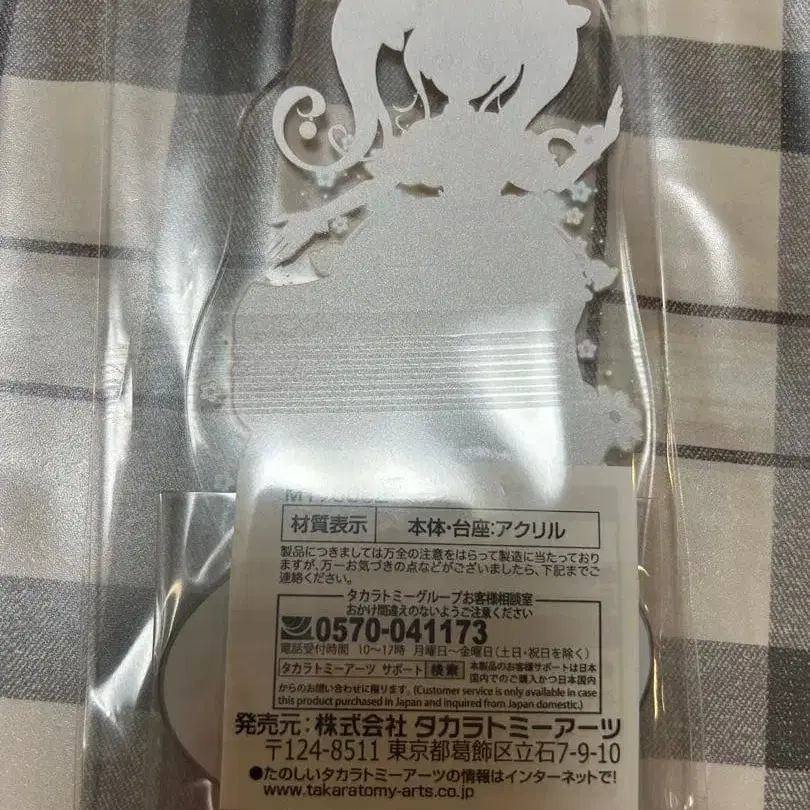 材質表示 本体・台座:アクリル
製品につきましては万全の注意をはらって製造に当たっており
ますが、万一お気づきの点などがございましたら、下記までご
連絡ください。
タカラトミーグループお客様相談室
おかけ間違えのないようご注意ください
0570-041173
電話受付時間 10〜17時 月曜日〜金曜日(土日・祝日を除く)
タカラトミーアーツ サポート 検索 本製品のお客様サポートは日本
国内でのご購入かつ日本国内
からのお問い合わせに限ります。(Customer service is only available in case
this product purchased in Japan and inquired from Japan domestic.)
発売元:株式会社 タカラトミーアーツ
〒124-8511 東京都葛飾区立石7-9-10
●たのしいタカラトミーアーツの情報はインターネットで!
www.takaratomy-arts.co.jp